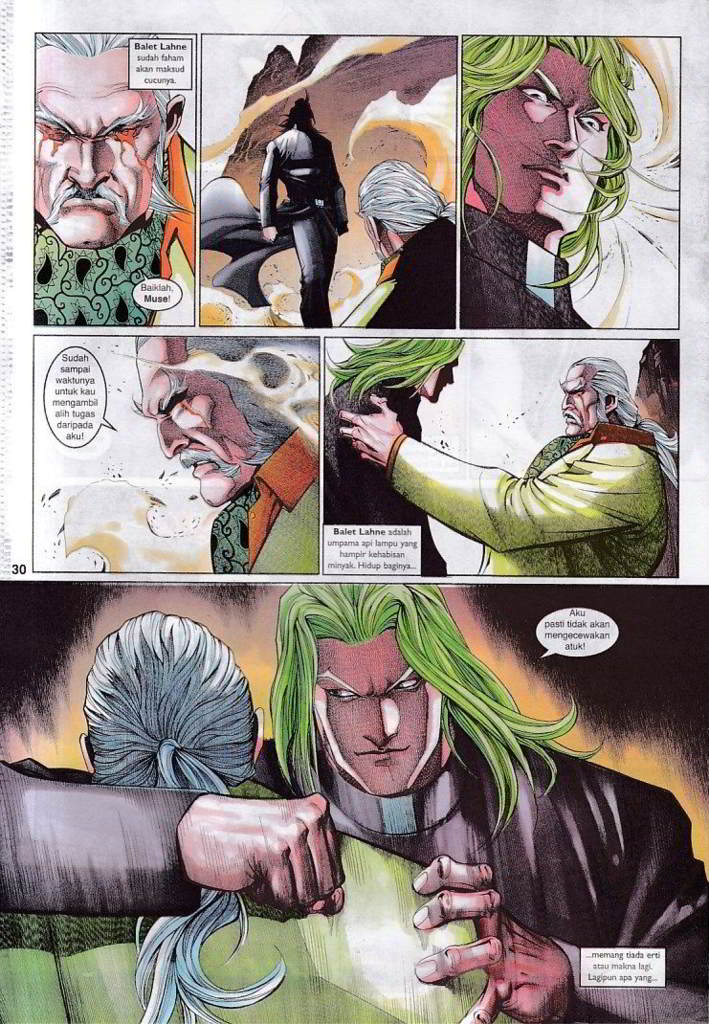 Balet Lahne
sudah faham
akan maksud
cucunya.
Baiklah,
Muse!
Sudah
sampai
waktunya
untuk kau
mengambil
alih tugas
daripada
aku!
Balet Lahne adalah
umpama api lampu yang
hampir kehabisan
minyak. Hidup baginya...
30
Aku
pasti tidak akan
mengecewakan
atuk!
...memang tiada erti
atau makna lagi.
Lagipun apa yang...